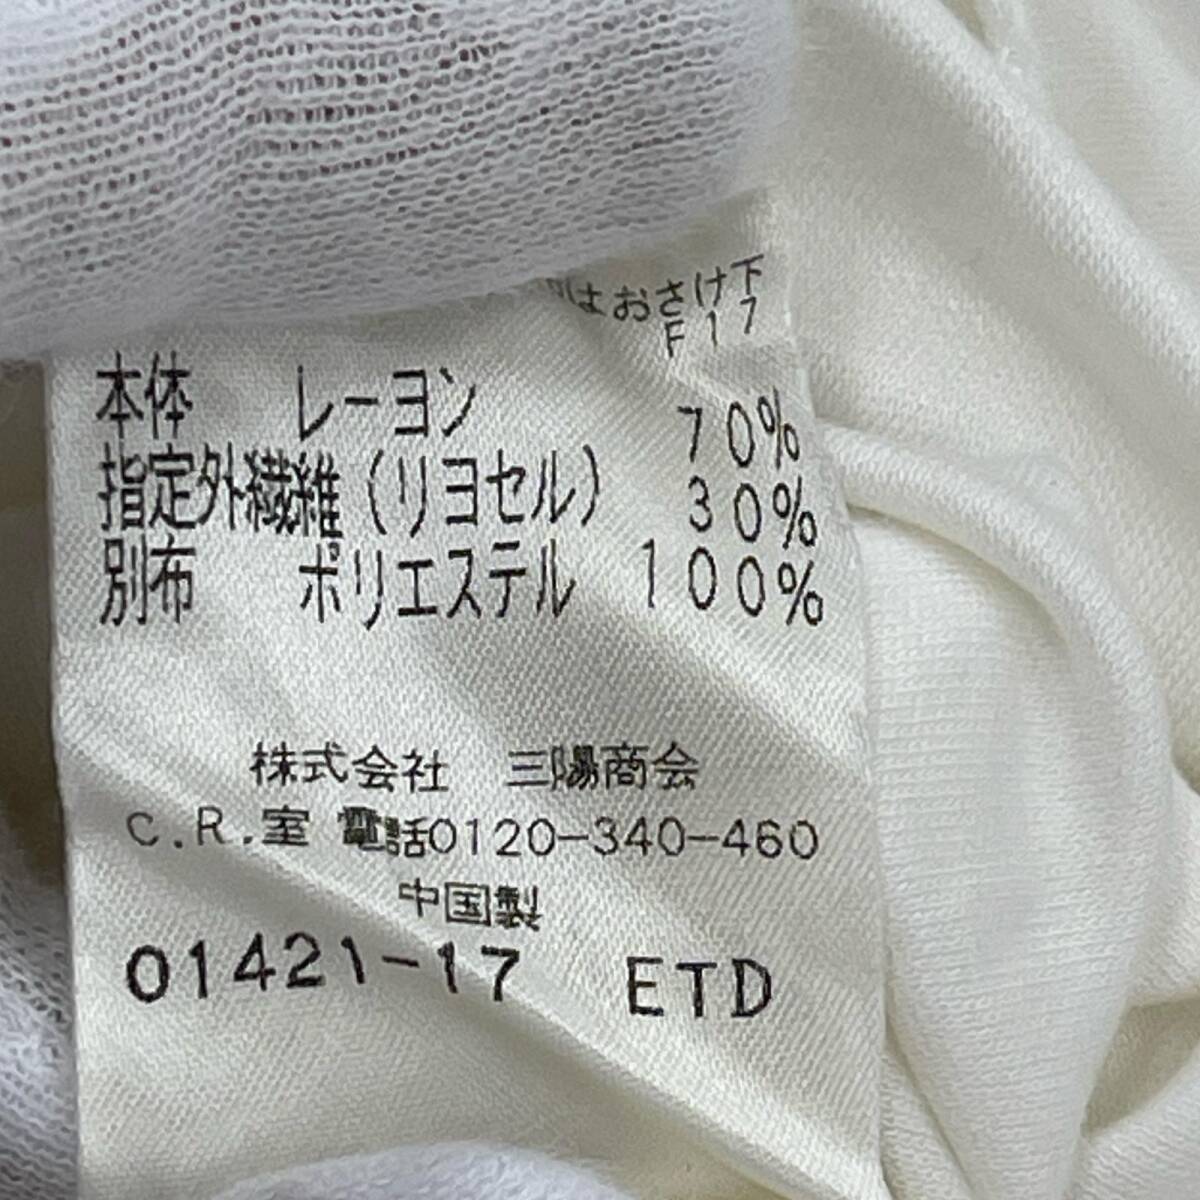 はおさけ下
F17
本体 レーヨン 70%
指定外繊維(リヨセル) 30%
別布 ポリエステル 100%
株式会社 三陽商会
C.R.室 電話0120-340-460
中国製
01421-17 ETD